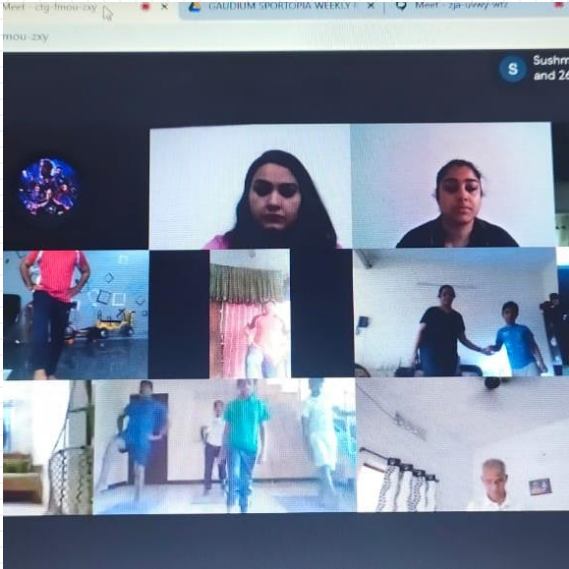 Meet - ctg-fmou-zxy × GAUDIUM SPORTOPIA WEEKLY × Meet - zja-uvwy-wtz
mou-zxy
S Sushm
and 26